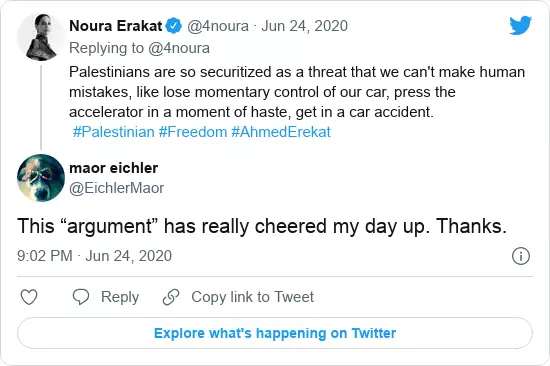 Noura Erakat @4noura · Jun 24, 2020
Replying to @4noura
Palestinians are so securitized as a threat that we can't make human
mistakes, like lose momentary control of our car, press the
accelerator in a moment of haste, get in a car accident.
#Palestinian #Freedom #AhmedErekat
maor eichler
@EichlerMaor
This “argument” has really cheered my day up. Thanks.
9:02 PM · Jun 24, 2020
Reply Copy link to Tweet
Explore what's happening on Twitter